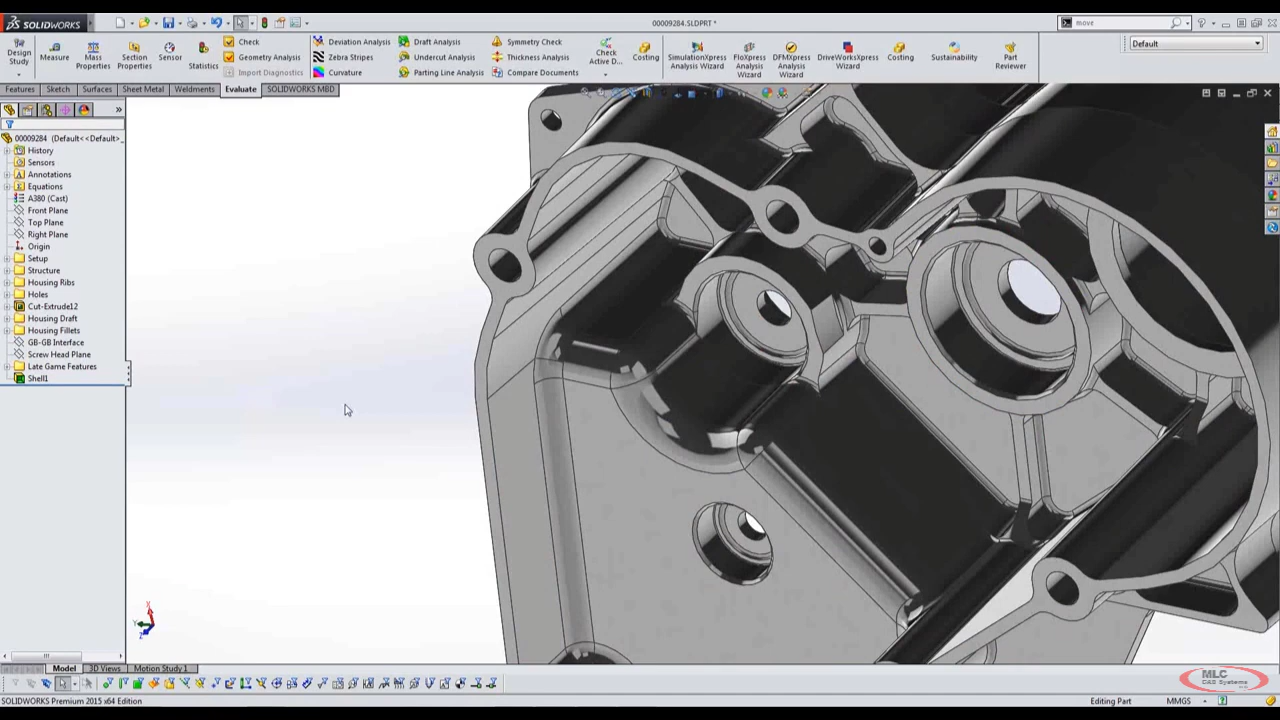 SOLIDWORKS
00009284.SLDPRT *
move
Design Study
Measure
Mass Properties
Section Properties
Sensor
Statistics
Check
Geometry Analysis
Import Diagnostics
Deviation Analysis
Zebra Stripes
Curvature
Draft Analysis
Undercut Analysis
Parting Line Analysis
Symmetry Check
Thickness Analysis
Compare Documents
Check Active D...
Costing
SimulationXpress Analysis Wizard
FloXpress Analysis Wizard
DFMXpress Analysis Wizard
DriveWorksXpress Wizard
Costing
Sustainability
Part Reviewer
Default
Features
Sketch
Surfaces
Sheet Metal
Weldments
Evaluate
SOLIDWORKS MBD
00009284 (Default<<Default>_
History
Sensors
Annotations
Equations
A380 (Cast)
Front Plane
Top Plane
Right Plane
Origin
Setup
Structure
Housing Ribs
Holes
Cut-Extrude12
Housing Draft
Housing Fillets
GB-GB Interface
Screw Head Plane
Late Game Features
Shell1
X
Y
Z
Model
3D Views
Motion Study 1
MLC
CAD Systems
SOLIDWORKS Premium 2015 x64 Edition
Editing Part
MMGS